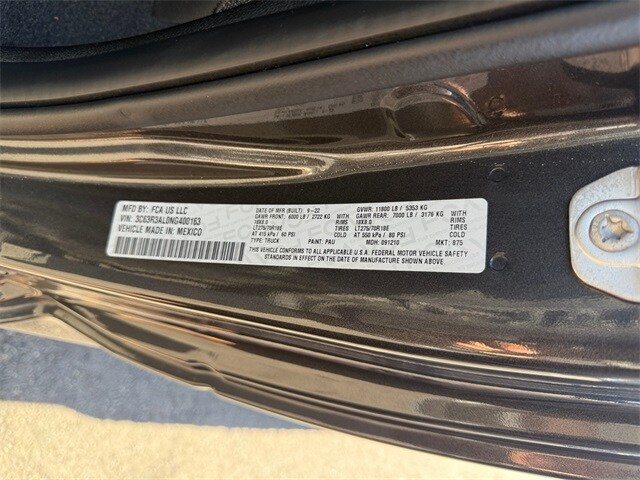 MFD BY: FCA US LLC
VIN: 3C63R3AL0NG400163
VEHICLE MADE IN: MEXICO
DATE OF MFR (BUILT): 9-22 GVWR: 11800 LB / 5353 KG
GAWR FRONT: 6000 LB / 2722 KG WITH GAWR REAR: 7000 LB / 3176 KG WITH
18X8.0 RIMS 18X8.0 RIMS
LT275/70R18E TIRES LT275/70R18E TIRES
AT 415 kPa / 60 PSI COLD AT 550 kPa / 80 PSI COLD
TYPE: TRUCK PAINT: PAU MDH: 091210 MKT: 875
THIS VEHICLE CONFORMS TO ALL APPLICABLE U.S.A. FEDERAL MOTOR VEHICLE SAFETY
STANDARDS IN EFFECT ON THE DATE OF MANUFACTURE SHOWN ABOVE.